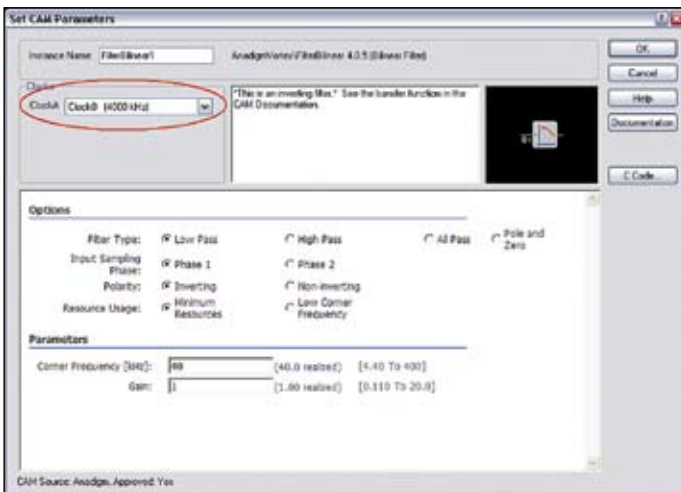 Set CAM Parameters
Instance Name: FilterBilinear1
AnadigmVortex\FilterBilinear 4.0.5 (Bilinear Filter)
Clocks
ClockA Clock0 (4000 kHz)
"This is an inverting filter." See the transfer function in the
CAM Documentation.
OK
Cancel
Help
Documentation
C Code...
Options
Filter Type: Low Pass High Pass All Pass Pole and Zero
Input Sampling Phase: Phase 1 Phase 2
Polarity: Inverting Non-inverting
Resource Usage: Minimum Resources Low Corner Frequency
Parameters
Corner Frequency [kHz]: 40 (40.0 realized) [4.40 To 400]
Gain: 1 (1.00 realized) [0.110 To 20.0]
CAM Source: Anadigm, Approved: Yes